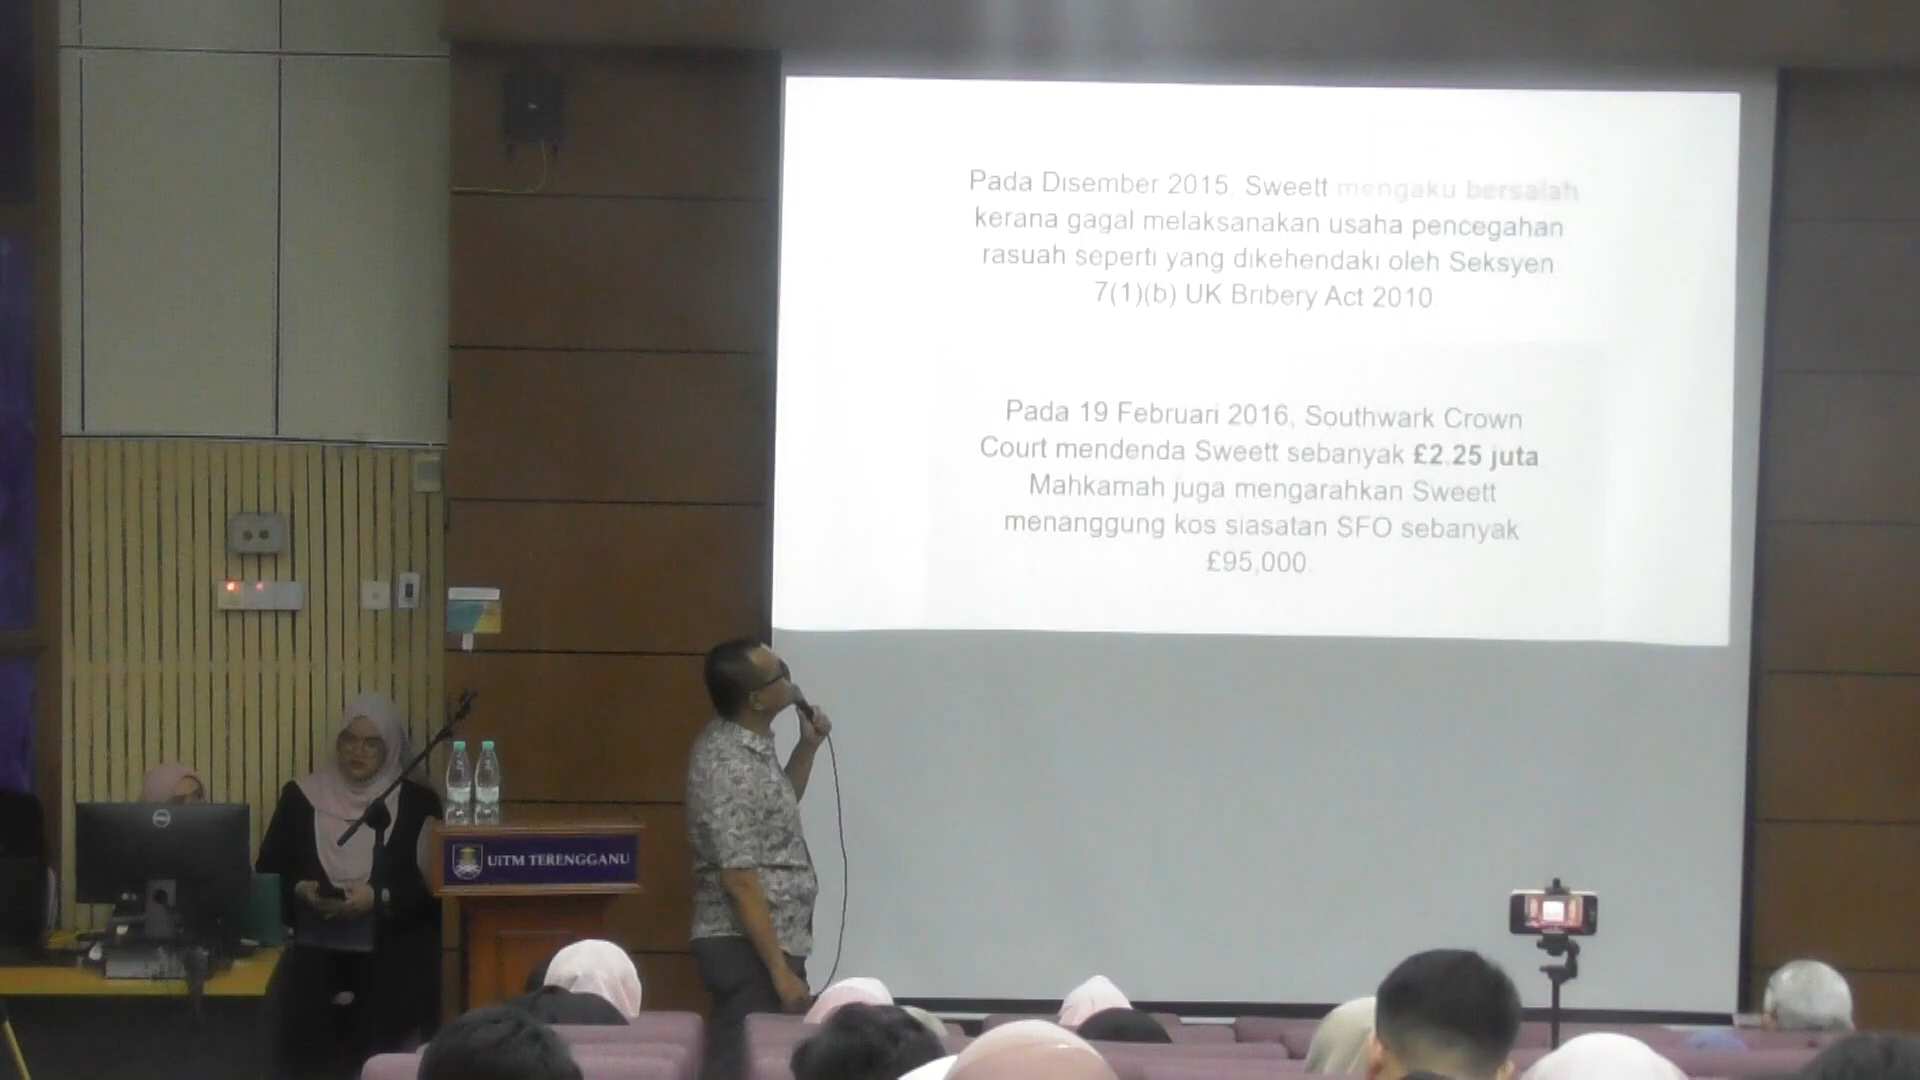 Pada Disember 2015, Sweett mengaku bersalah
kerana gagal melaksanakan usaha pencegahan
rasuah seperti yang dikehendaki oleh Seksyen
7(1)(b) UK Bribery Act 2010.
Pada 19 Februari 2016, Southwark Crown
Court mendenda Sweett sebanyak £2.25 juta
Mahkamah juga mengarahkan Sweett
menanggung kos siasatan SFO sebanyak
£95,000.
UiTM TERENGGANU
DELL